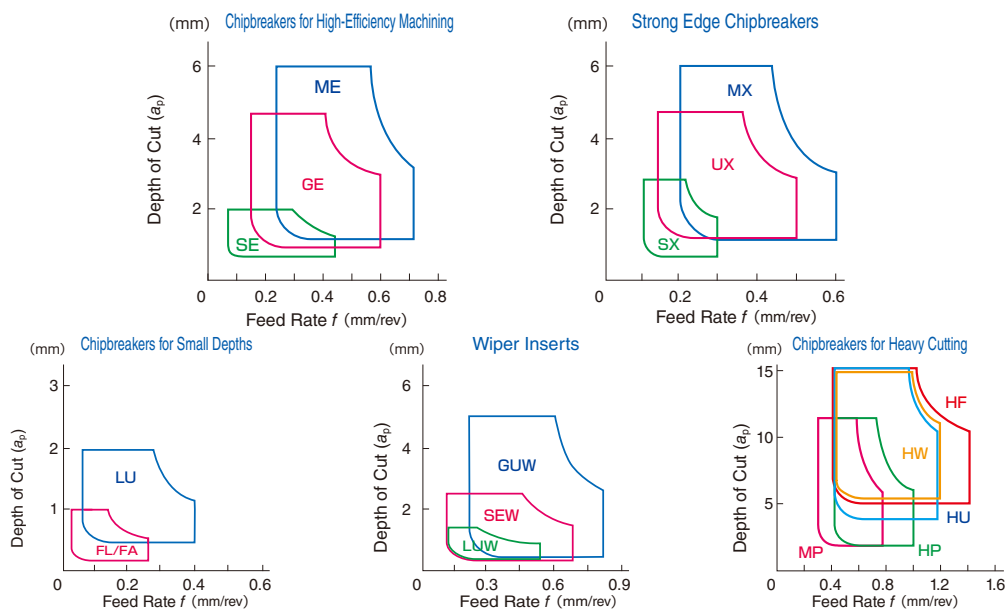 Chipbreakers for High-Efficiency Machining
(mm)
6
4
2
0
0.2
0.4
0.6
0.8
Depth of Cut (ap)
Feed Rate f (mm/rev)
ME
GE
SE
Strong Edge Chipbreakers
(mm)
6
4
2
0
0.2
0.4
0.6
Depth of Cut (ap)
Feed Rate f (mm/rev)
MX
UX
SX
Chipbreakers for Small Depths
(mm)
3
2
1
0
0.2
0.4
0.6
Depth of Cut (ap)
Feed Rate f (mm/rev)
LU
FL/FA
Wiper Inserts
(mm)
6
4
2
0
0.3
0.6
0.9
Depth of Cut (ap)
Feed Rate f (mm/rev)
GUW
SEW
LUW
Chipbreakers for Heavy Cutting
(mm)
15
10
5
0
0.4
0.8
1.2
1.6
Depth of Cut (ap)
Feed Rate f (mm/rev)
HF
HW
HU
MP
HP